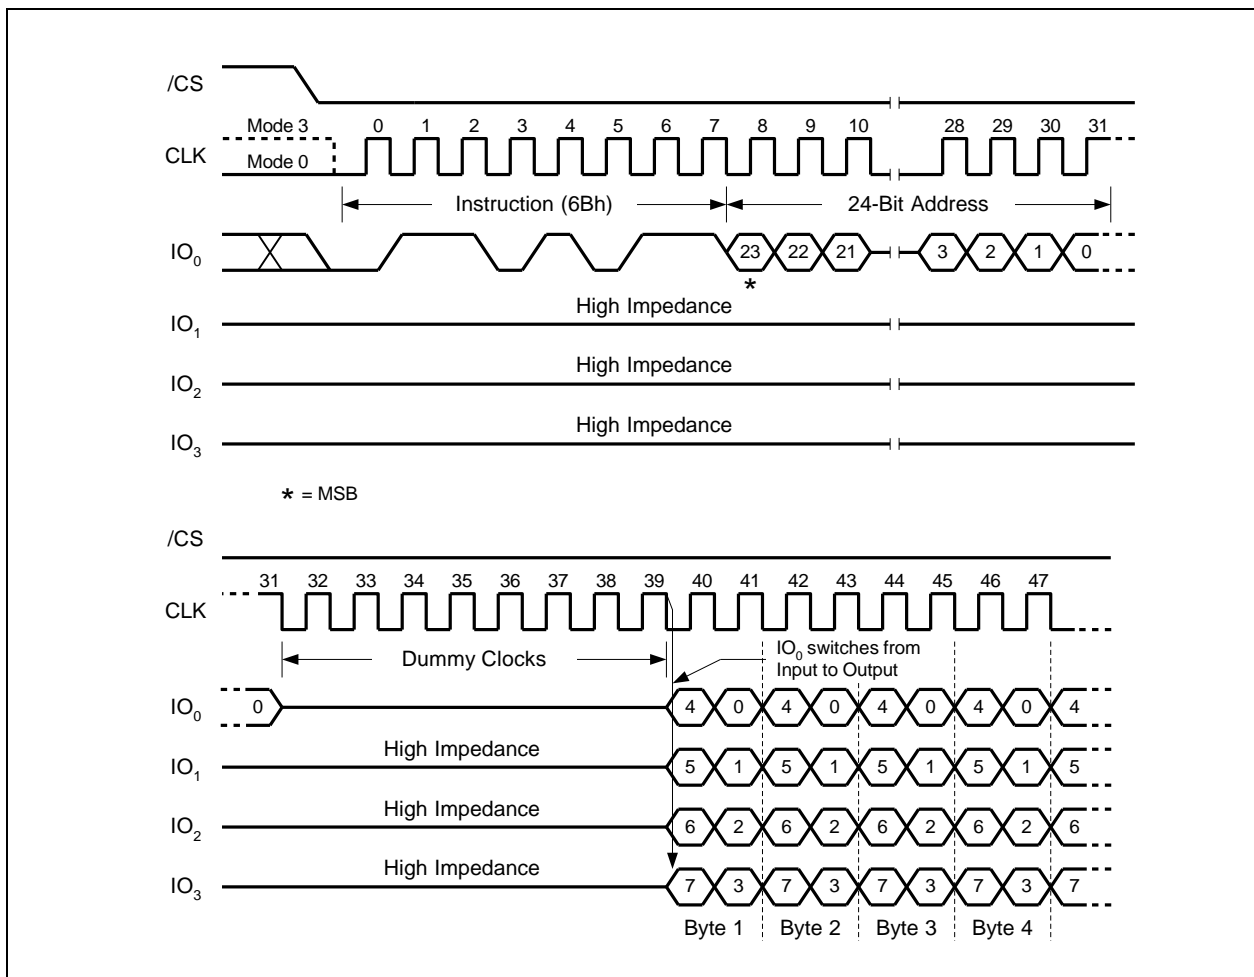 /CS
Mode 3 0 1 2 3 4 5 6 7 8 9 10 28 29 30 31
CLK
Mode 0
Instruction (6Bh) 24-Bit Address
IO0 23 22 21 3 2 1 0
*
High Impedance
IO1
High Impedance
IO2
High Impedance
IO3
* = MSB
/CS
31 32 33 34 35 36 37 38 39 40 41 42 43 44 45 46 47
CLK
Dummy Clocks
IO0 switches from
Input to Output
IO0 0 4 0 4 0 4 0 4 0 4
High Impedance
IO1 5 1 5 1 5 1 5 1 5
High Impedance
IO2 6 2 6 2 6 2 6 2 6
High Impedance
IO3 7 3 7 3 7 3 7 3 7
Byte 1 Byte 2 Byte 3 Byte 4